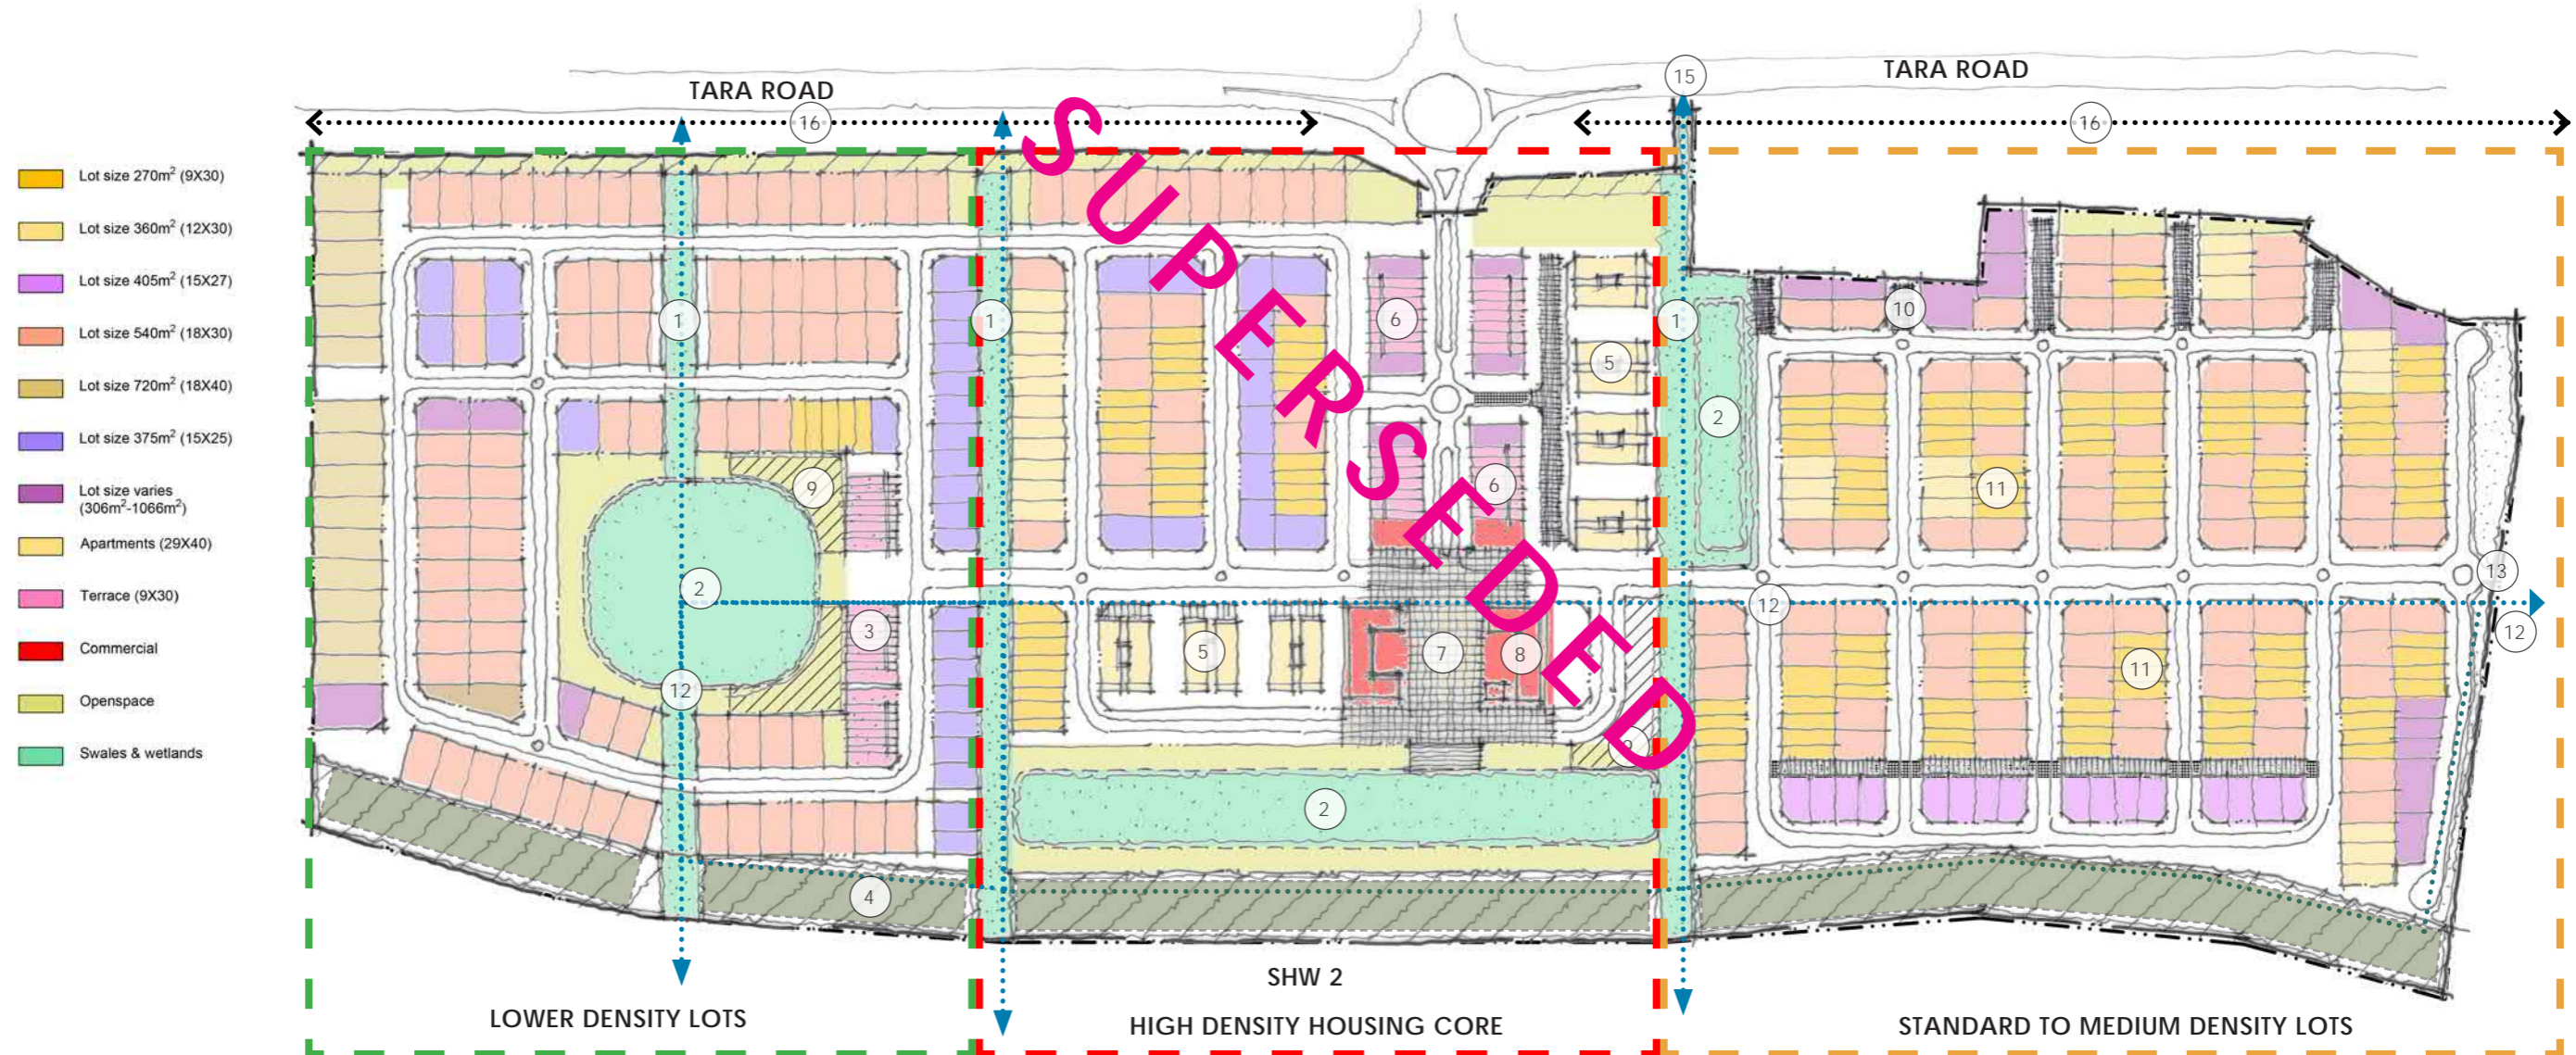 TARA ROAD
TARA ROAD
15
16
16
Lot size 270m² (9X30)
Lot size 360m² (12X30)
Lot size 405m² (15X27)
Lot size 540m² (18X30)
Lot size 720m² (18X40)
Lot size 375m² (15X25)
Lot size varies
(306m²-1066m²)
Apartments (29X40)
Terrace (9X30)
Commercial
Openspace
Swales & wetlands
SUPERSEDED
1
1
6
1
10
5
2
9
6
11
2
13
12
12
3
5
7
8
11
12
2
4
SHW 2
LOWER DENSITY LOTS
HIGH DENSITY HOUSING CORE
STANDARD TO MEDIUM DENSITY LOTS